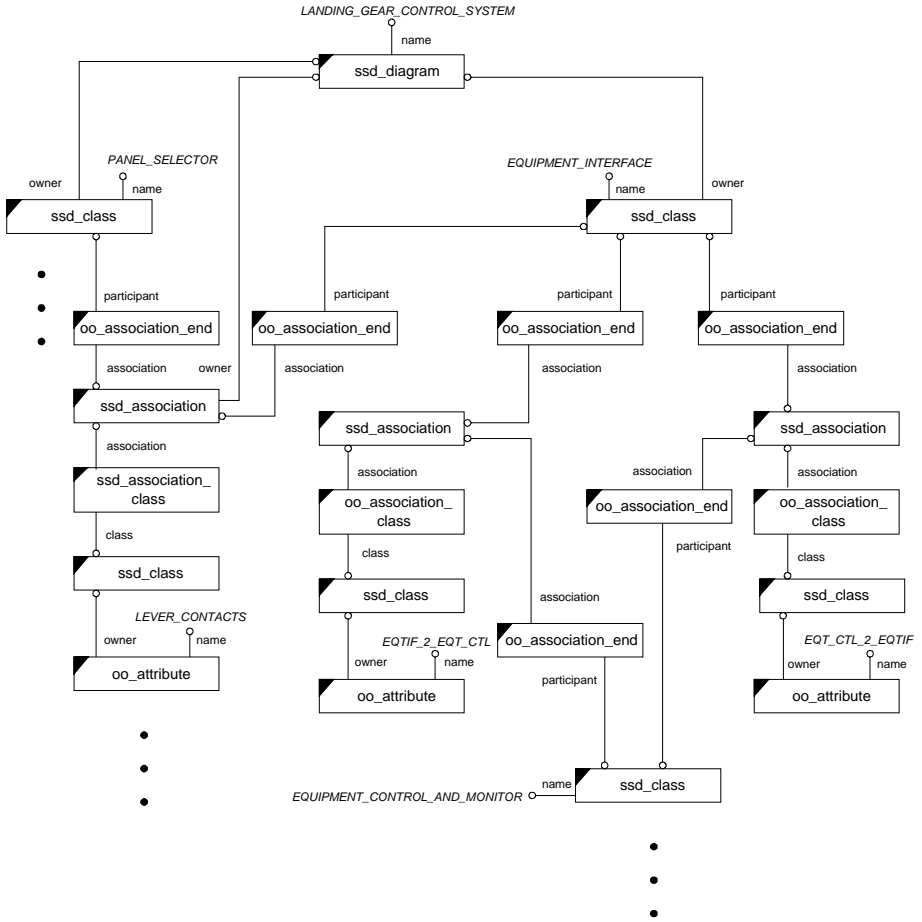 LANDING_GEAR_CONTROL_SYSTEM
name
ssd_diagram
PANEL_SELECTOR
EQUIPMENT_INTERFACE
owner
name
name
owner
ssd_class
ssd_class
participant
participant
participant
participant
oo_association_end
oo_association_end
oo_association_end
oo_association_end
association
owner
association
association
association
ssd_association
ssd_association
ssd_association
association
association
association
association
ssd_association_
class
oo_association_
class
oo_association_end
oo_association_
class
class
class
participant
class
ssd_class
ssd_class
ssd_class
association
LEVER_CONTACTS
owner
name
EQTIF_2_EQT_CTL
oo_association_end
EQT_CTL_2_EQTIF
owner
name
owner
name
oo_attribute
participant
oo_attribute
oo_attribute
name
ssd_class
EQUIPMENT_CONTROL_AND_MONITOR